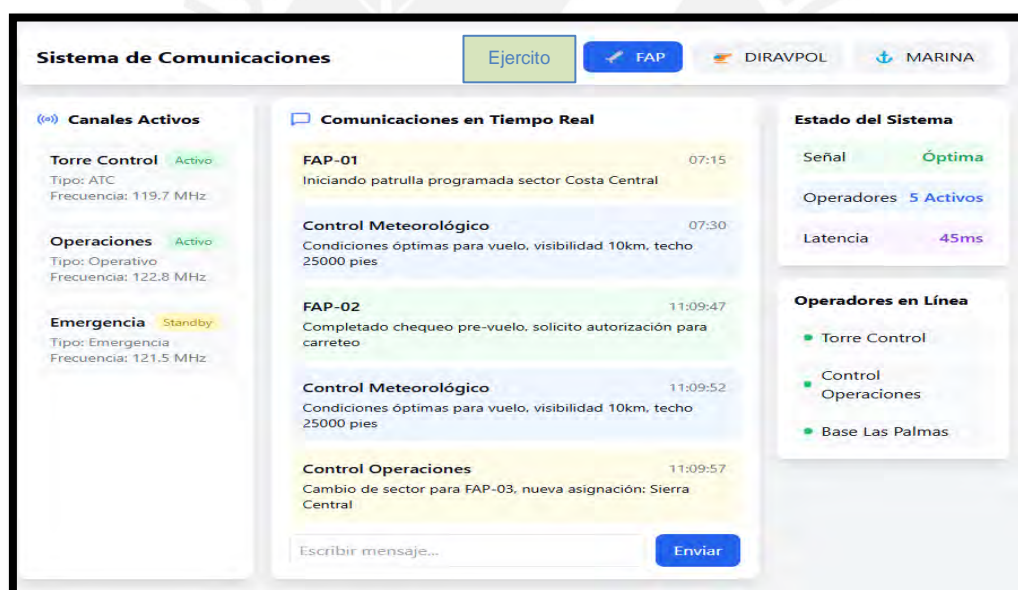 Sistema de Comunicaciones
Ejercito
FAP
DIRAVPOL
MARINA
Canales Activos
Torre Control Activo
Tipo: ATC
Frecuencia: 119.7 MHz
Operaciones Activo
Tipo: Operativo
Frecuencia: 122.8 MHz
Emergencia Standby
Tipo: Emergencia
Frecuencia: 121.5 MHz
Comunicaciones en Tiempo Real
FAP-01 07:15
Iniciando patrulla programada sector Costa Central
Control Meteorológico 07:30
Condiciones óptimas para vuelo, visibilidad 10km, techo
25000 pies
FAP-02 11:09:47
Completado chequeo pre-vuelo, solicito autorización para
carreteo
Control Meteorológico 11:09:52
Condiciones óptimas para vuelo, visibilidad 10km, techo
25000 pies
Control Operaciones 11:09:57
Cambio de sector para FAP-03, nueva asignación: Sierra
Central
Escribir mensaje...
Enviar
Estado del Sistema
Señal Óptima
Operadores 5 Activos
Latencia 45ms
Operadores en Línea
Torre Control
Control
Operaciones
Base Las Palmas